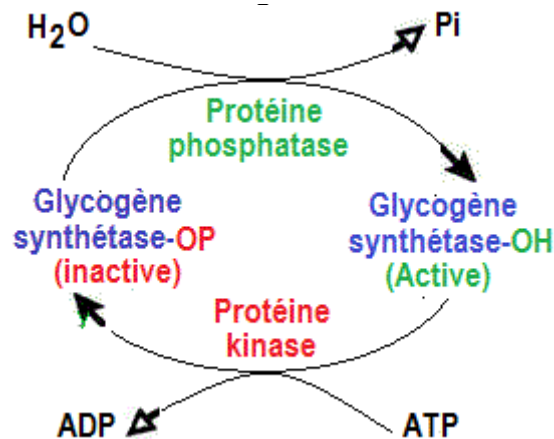 H₂O
Pi
Protéine
phosphatase
Glycogène
synthétase-OP
(inactive)
Glycogène
synthétase-OH
(Active)
Protéine
kinase
ADP
ATP